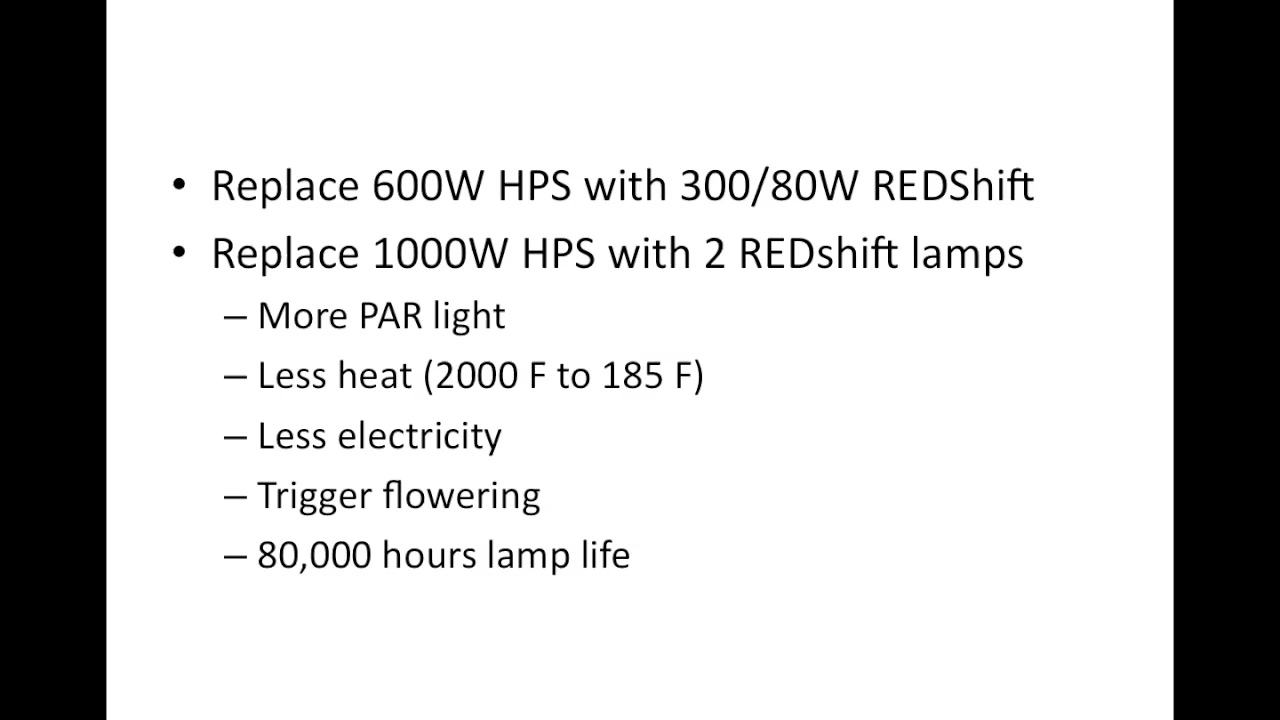 • Replace 600W HPS with 300/80W REDShift
• Replace 1000W HPS with 2 REDshift lamps
– More PAR light
– Less heat (2000 F to 185 F)
– Less electricity
– Trigger flowering
– 80,000 hours lamp life